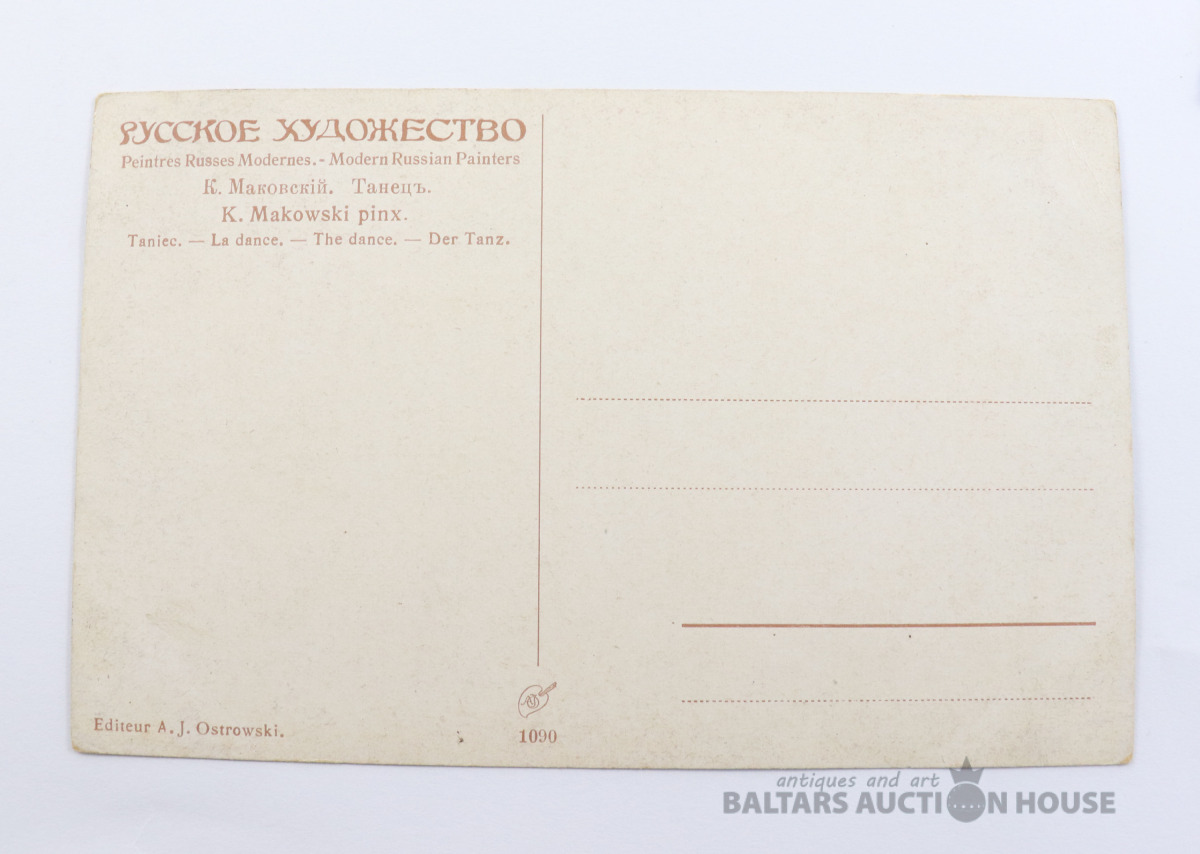 РУССКОЕ ХУДОЖЕСТВО
Peintres Russes Modernes. - Modern Russian Painters
К. Маковскій. Танецъ.
K. Makowski pinx.
Taniec. — La dance. — The dance. — Der Tanz.
Editeur A. J. Ostrowski.
1090
antiques and art
BALTARS AUCTION HOUSE